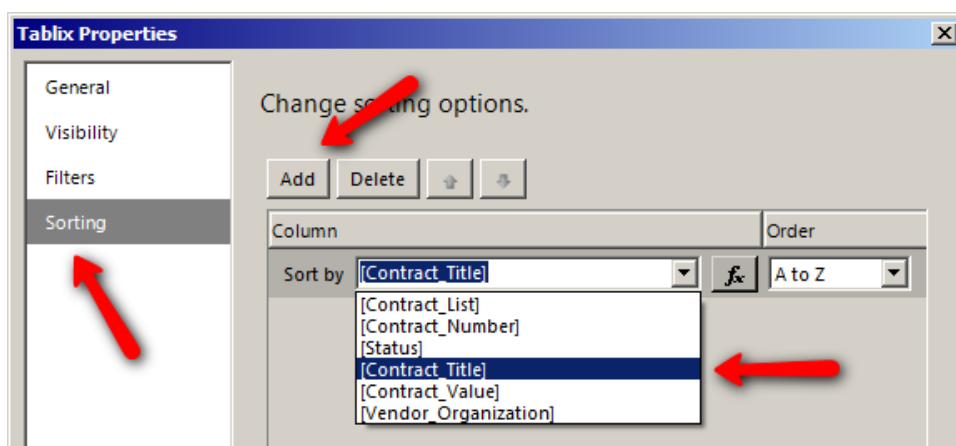 Tablix Properties
General
Visibility
Filters
Sorting
Change sorting options.
Add Delete
Column Order
Sort by [Contract_Title] fx A to Z
[Contract_List]
[Contract_Number]
[Status]
[Contract_Title]
[Contract_Value]
[Vendor_Organization]